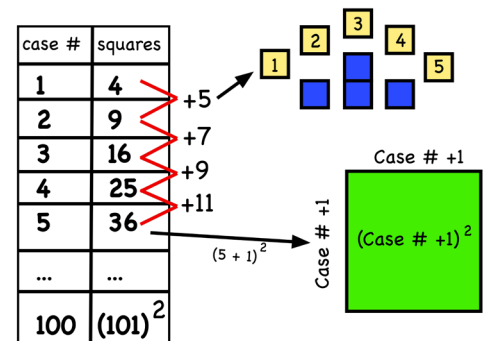 case # squares
1 4
2 9
3 16
4 25
5 36
... ...
100 (101)²
+5
+7
+9
+11
1 2 3 4 5
(5 + 1)²
Case # +1
Case # +1
(Case # +1)²